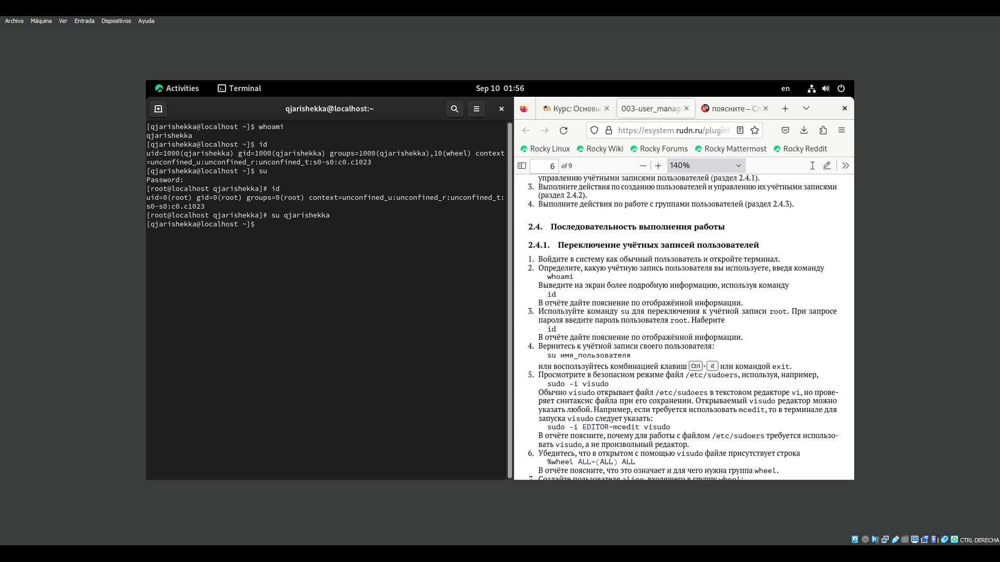 Archivo Máquina Ver Entrada Dispositivos Ayuda
Activities Terminal Sep 10 01:56 en
qjarishekka@localhost:~
[qjarishekka@localhost ~]$ whoami
qjarishekka
[qjarishekka@localhost ~]$ id
uid=1000(qjarishekka) gid=1000(qjarishekka) groups=1000(qjarishekka),10(wheel) context
=unconfined_u:unconfined_r:unconfined_t:s0-s0:c0.c1023
[qjarishekka@localhost ~]$ su
Password:
[root@localhost qjarishekka]# id
uid=0(root) gid=0(root) groups=0(root) context=unconfined_u:unconfined_r:unconfined_t:
s0-s0:c0.c1023
[root@localhost qjarishekka]# su qjarishekka
[qjarishekka@localhost ~]$
Курс: Основы 003-user_manag поясните – Сл
https://esystem.rudn.ru/pluginf
Rocky Linux Rocky Wiki Rocky Forums Rocky Mattermost Rocky Reddit
6 of 9 140%
управлению учётными записями пользователей (раздел 2.4.1).
3. Выполните действия по созданию пользователей и управлению их учётными записями
(раздел 2.4.2).
4. Выполните действия по работе с группами пользователей (раздел 2.4.3).
2.4. Последовательность выполнения работы
2.4.1. Переключение учётных записей пользователей
1. Войдите в систему как обычный пользователь и откройте терминал.
2. Определите, какую учётную запись пользователя вы используете, введя команду
whoami
Выведите на экран более подробную информацию, используя команду
id
В отчёте дайте пояснение по отображённой информации.
3. Используйте команду su для переключения к учётной записи root. При запросе
пароля введите пароль пользователя root. Наберите
id
В отчёте дайте пояснение по отображённой информации.
4. Вернитесь к учётной записи своего пользователя:
su имя_пользователя
или воспользуйтесь комбинацией клавиш Ctrl + d или командой exit.
5. Просмотрите в безопасном режиме файл /etc/sudoers, используя, например,
sudo -i visudo
Обычно visudo открывает файл /etc/sudoers в текстовом редакторе vi, но прове-
ряет синтаксис файла при его сохранении. Открываемый visudo редактор можно
указать любой. Например, если требуется использовать mcedit, то в терминале для
запуска visudo следует указать:
sudo -i EDITOR=mcedit visudo
В отчёте поясните, почему для работы с файлом /etc/sudoers требуется использо-
вать visudo, а не произвольный редактор.
6. Убедитесь, что в открытом с помощью visudo файле присутствует строка
%wheel ALL=(ALL) ALL
В отчёте поясните, что это означает и для чего нужна группа wheel.
7. Создайте пользователя alice, входящего в группу wheel:
CTRL DERECHA